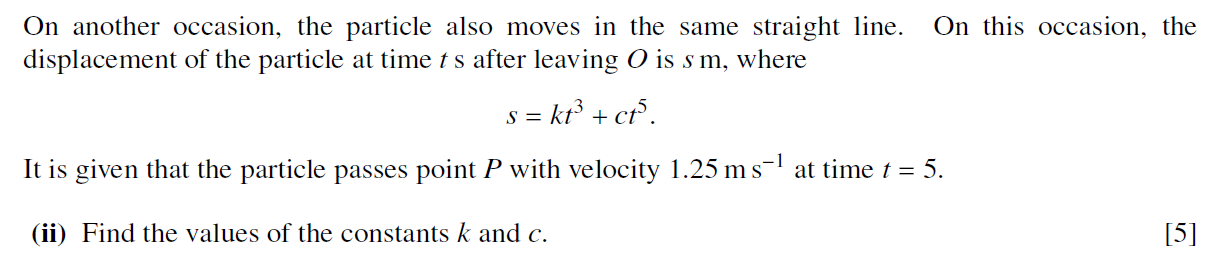 On another occasion, the particle also moves in the same straight line. On this occasion, the
displacement of the particle at time t s after leaving O is s m, where
s = kt³ + ct⁵.
It is given that the particle passes point P with velocity 1.25 m s⁻¹ at time t = 5.
(ii) Find the values of the constants k and c. [5]